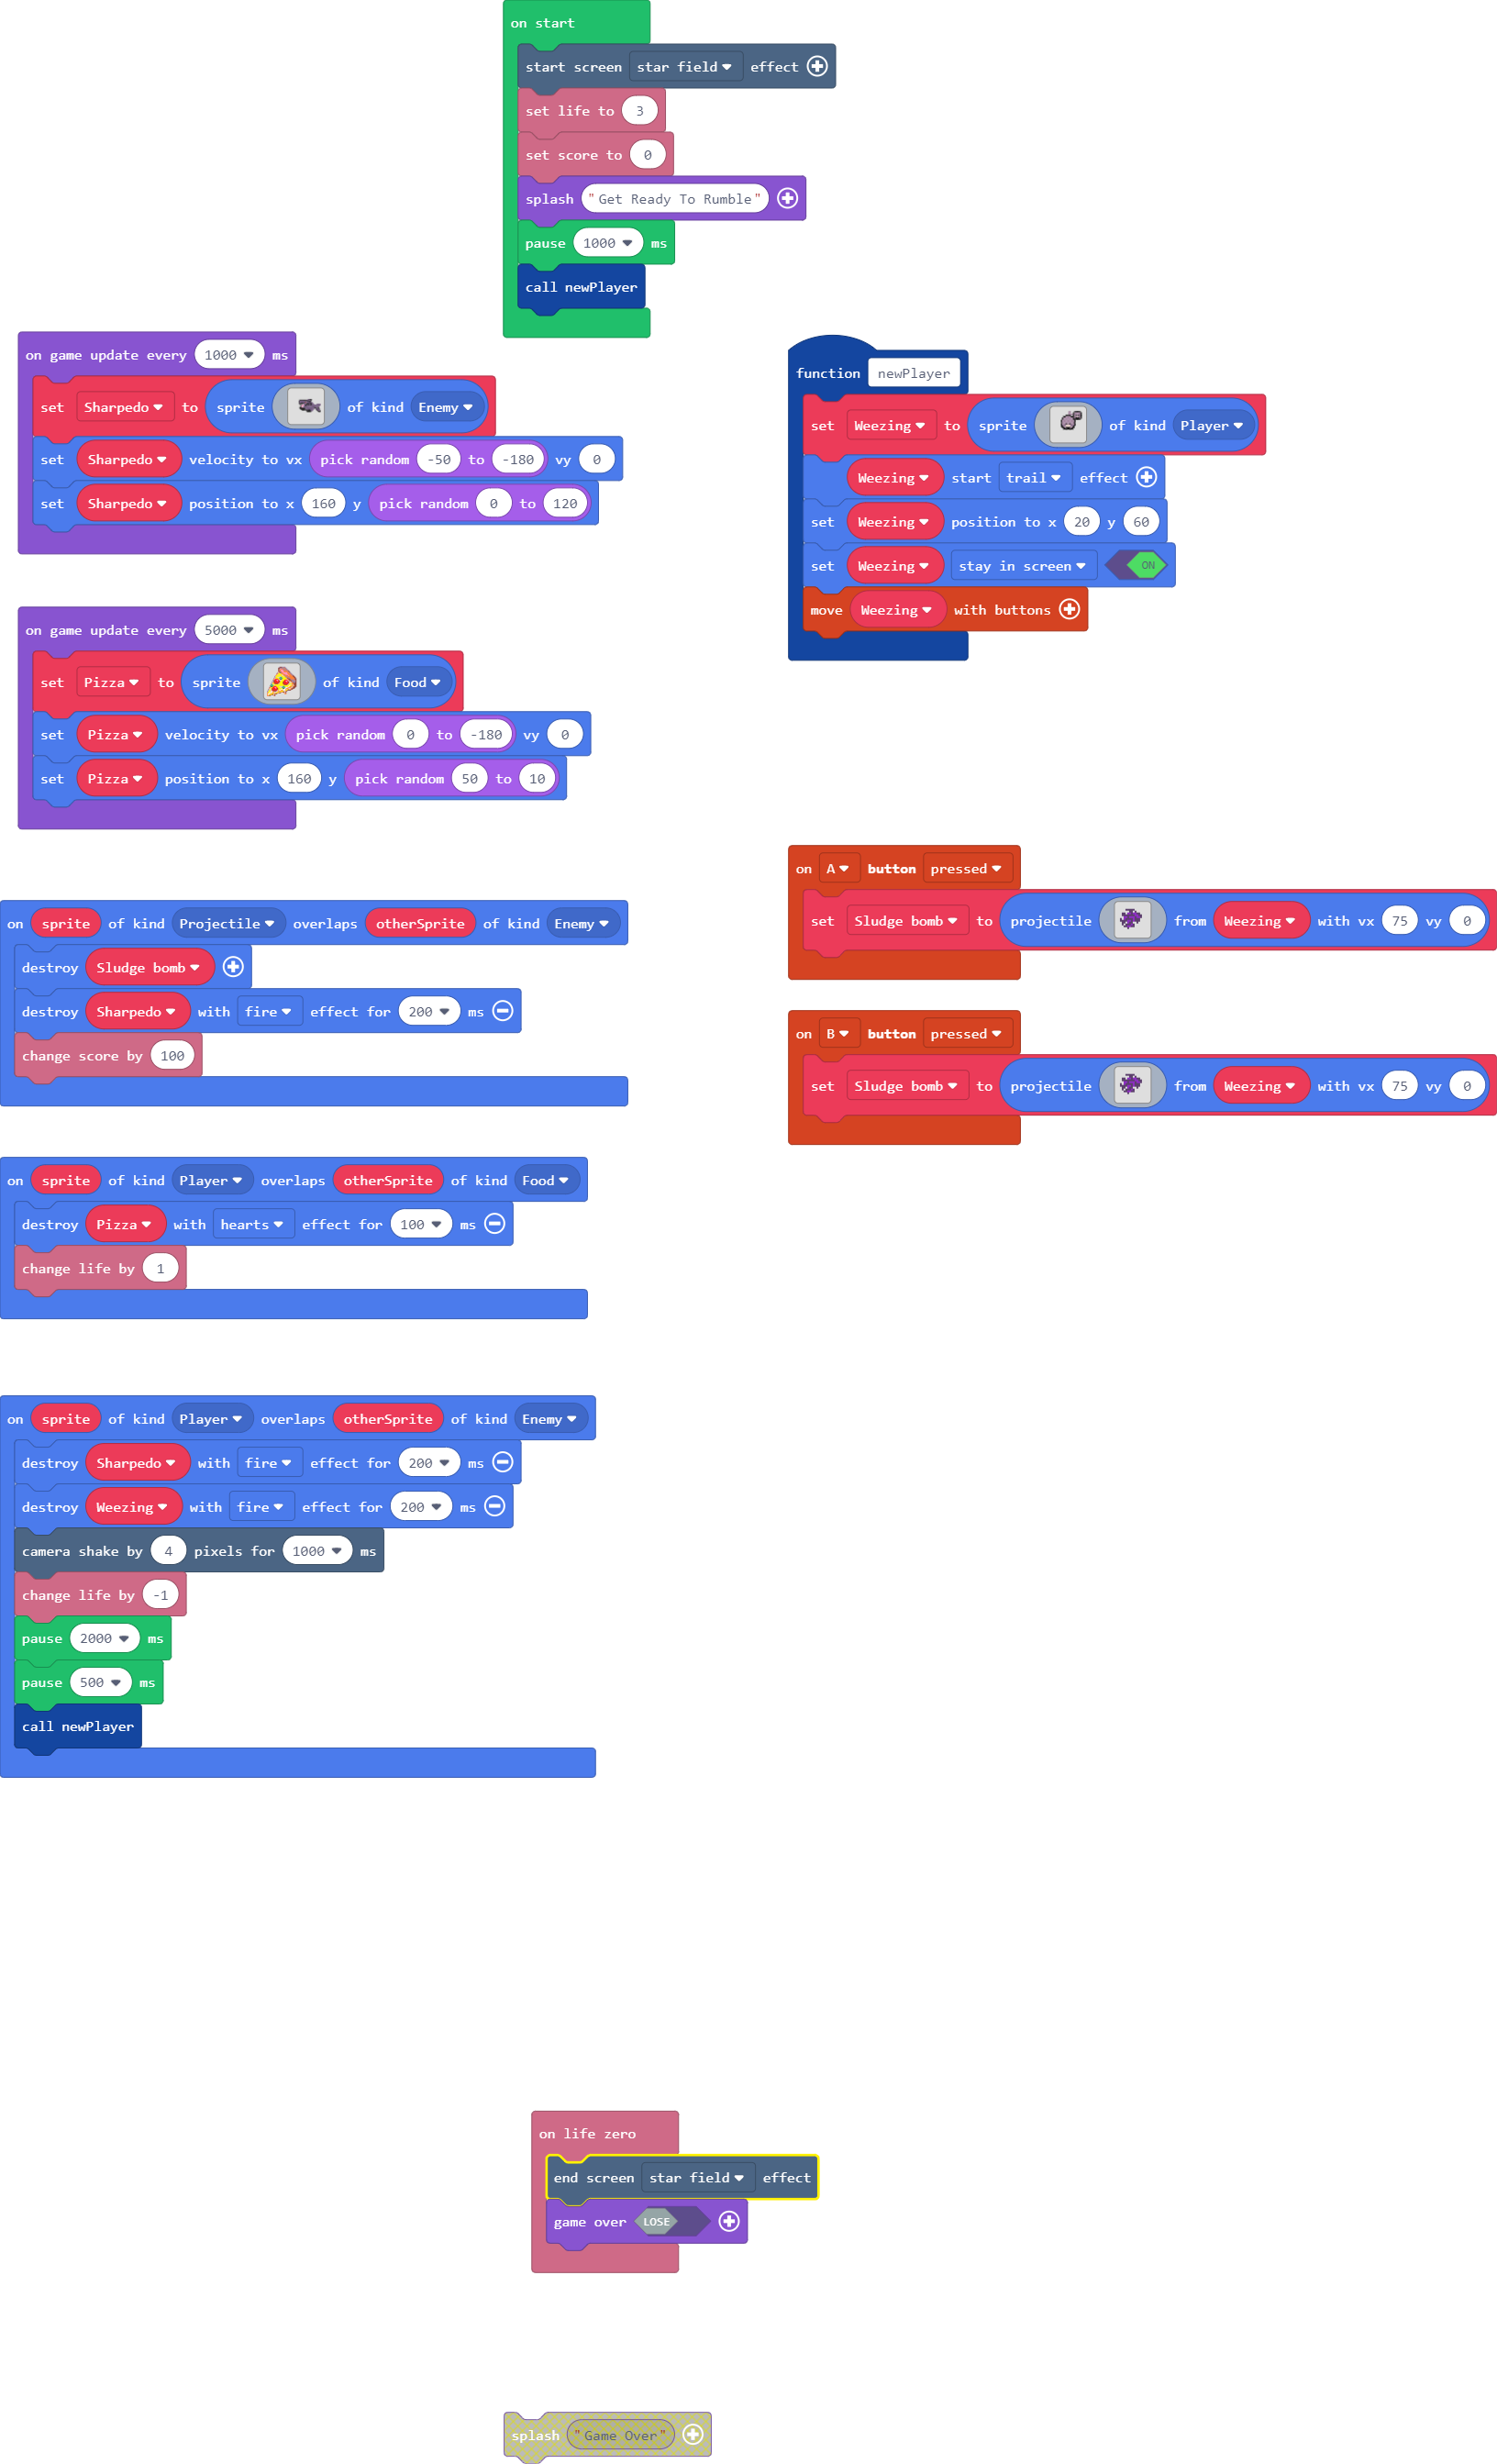 on start
start screen star field effect
set life to 3
set score to 0
splash "Get Ready To Rumble"
pause 1000 ms
call newPlayer
on game update every 1000 ms
set Sharpedo to sprite of kind Enemy
set Sharpedo velocity to vx pick random -50 to -180 vy 0
set Sharpedo position to x 160 y pick random 0 to 120
function newPlayer
set Weezing to sprite of kind Player
Weezing start trail effect
set Weezing position to x 20 y 60
set Weezing stay in screen ON
move Weezing with buttons
on game update every 5000 ms
set Pizza to sprite of kind Food
set Pizza velocity to vx pick random 0 to -180 vy 0
set Pizza position to x 160 y pick random 50 to 10
on A button pressed
set Sludge bomb to projectile from Weezing with vx 75 vy 0
on B button pressed
set Sludge bomb to projectile from Weezing with vx 75 vy 0
on sprite of kind Projectile overlaps otherSprite of kind Enemy
destroy Sludge bomb
destroy Sharpedo with fire effect for 200 ms
change score by 100
on sprite of kind Player overlaps otherSprite of kind Food
destroy Pizza with hearts effect for 100 ms
change life by 1
on sprite of kind Player overlaps otherSprite of kind Enemy
destroy Sharpedo with fire effect for 200 ms
destroy Weezing with fire effect for 200 ms
camera shake by 4 pixels for 1000 ms
change life by -1
pause 2000 ms
pause 500 ms
call newPlayer
on life zero
end screen star field effect
game over LOSE
splash "Game Over"